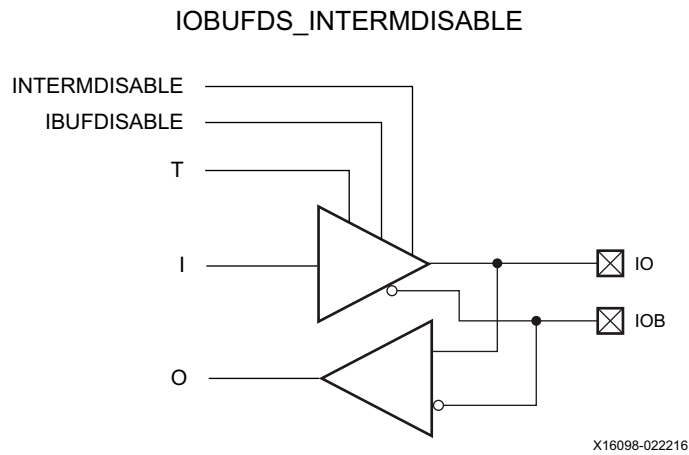 IOBUFDS_INTERMDISABLE
INTERMDISABLE
IBUFDISABLE
T
I
IO
IOB
O
X16098-022216